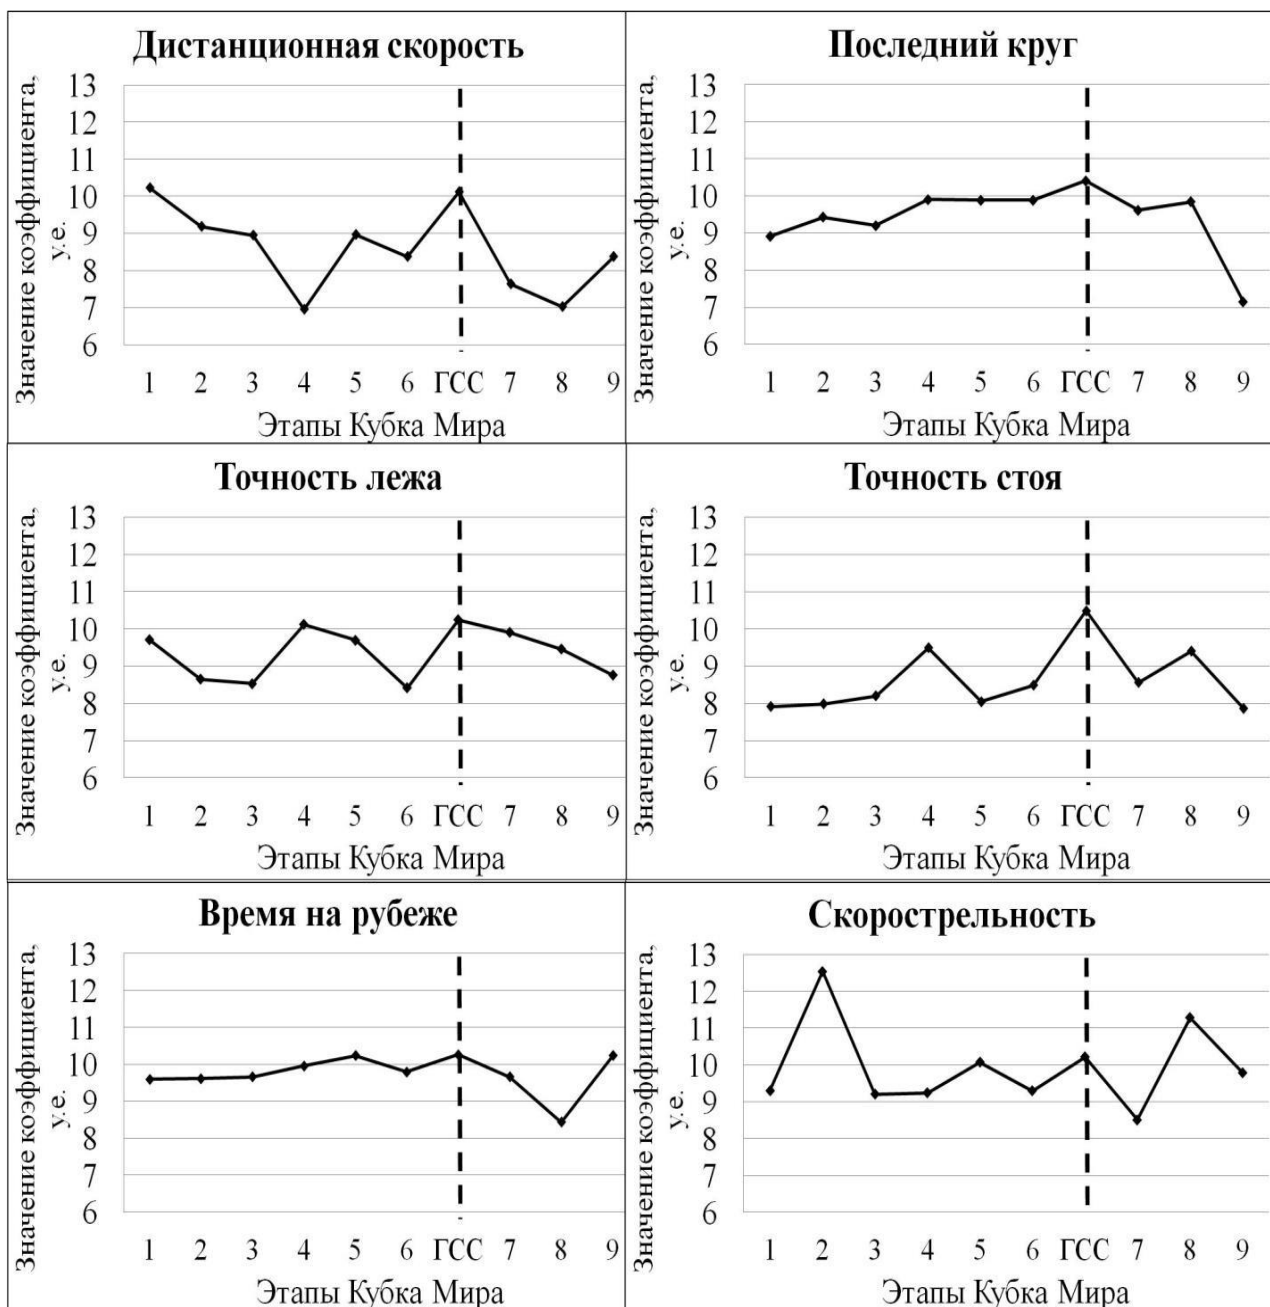 Дистанционная скорость
Значение коэффициента,
у.е.
13
12
11
10
9
8
7
6
1 2 3 4 5 6 ГСС 7 8 9
Этапы Кубка Мира
Последний круг
Значение коэффициента,
у.е.
13
12
11
10
9
8
7
6
1 2 3 4 5 6 ГСС 7 8 9
Этапы Кубка Мира
Точность лежа
Значение коэффициента,
у.е.
13
12
11
10
9
8
7
6
1 2 3 4 5 6 ГСС 7 8 9
Этапы Кубка Мира
Точность стоя
Значение коэффициента,
у.е.
13
12
11
10
9
8
7
6
1 2 3 4 5 6 ГСС 7 8 9
Этапы Кубка Мира
Время на рубеже
Значение коэффициента,
у.е.
13
12
11
10
9
8
7
6
1 2 3 4 5 6 ГСС 7 8 9
Этапы Кубка Мира
Скорострельность
Значение коэффициента,
у.е.
13
12
11
10
9
8
7
6
1 2 3 4 5 6 ГСС 7 8 9
Этапы Кубка Мира